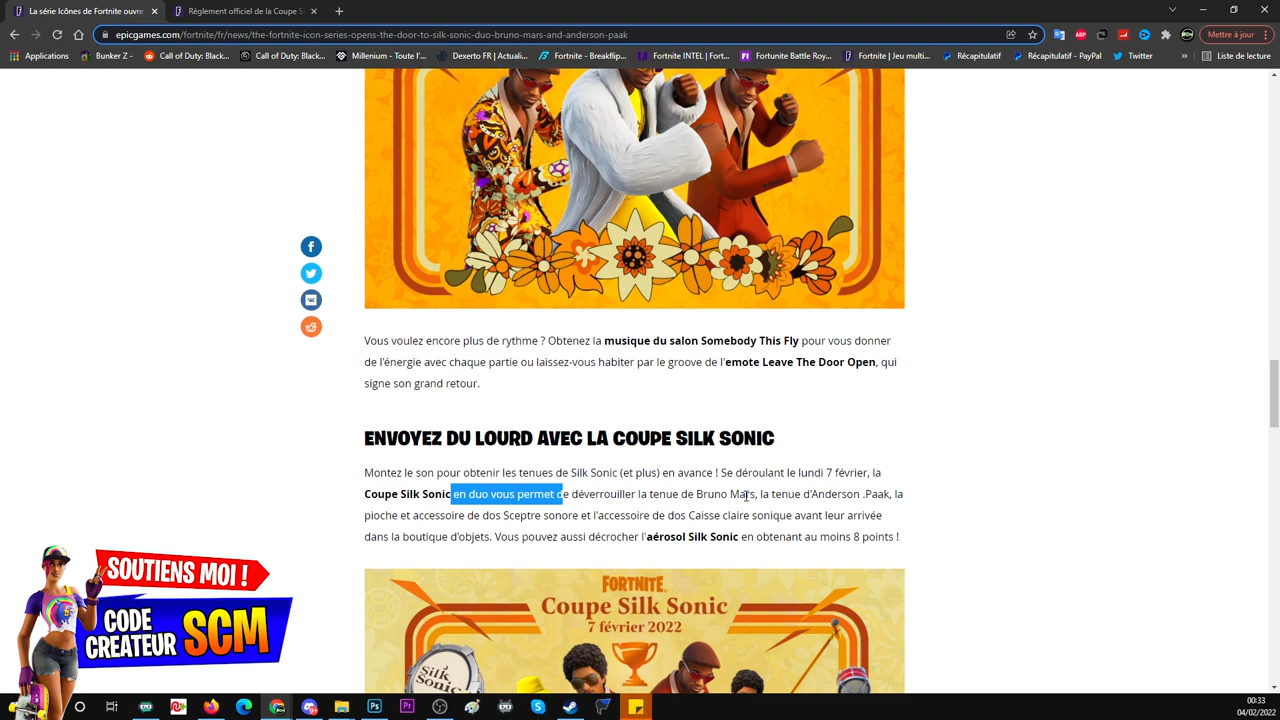 La série Icônes de Fortnite ouvre
Règlement officiel de la Coupe S
epicgames.com/fortnite/fr/news/the-fortnite-icon-series-opens-the-door-to-silk-sonic-duo-bruno-mars-and-anderson-paak
Mettre à jour
Applications
Bunker Z -
Call of Duty: Black...
Call of Duty: Black...
Millenium - Toute l'...
Dexerto FR | Actuali...
Fortnite - Breakflip...
Fortnite INTEL | Fort...
Fortunite Battle Roy...
Fortnite | Jeu multi...
Récapitulatif
Récapitulatif - PayPal
Twitter
»
Liste de lecture
Vous voulez encore plus de rythme ? Obtenez la musique du salon Somebody This Fly pour vous donner
de l'énergie avec chaque partie ou laissez-vous habiter par le groove de l'emote Leave The Door Open, qui
signe son grand retour.
ENVOYEZ DU LOURD AVEC LA COUPE SILK SONIC
Montez le son pour obtenir les tenues de Silk Sonic (et plus) en avance ! Se déroulant le lundi 7 février, la
Coupe Silk Sonic en duo vous permet de déverrouiller la tenue de Bruno Mars, la tenue d'Anderson .Paak, la
pioche et accessoire de dos Sceptre sonore et l'accessoire de dos Caisse claire sonique avant leur arrivée
dans la boutique d'objets. Vous pouvez aussi décrocher l'aérosol Silk Sonic en obtenant au moins 8 points !
FORTNITE
Coupe Silk Sonic
7 février 2022
Silk
Sonic
SOUTIENS MOI !
CODE
CRÉATEUR SCM
00:33
04/02/2022